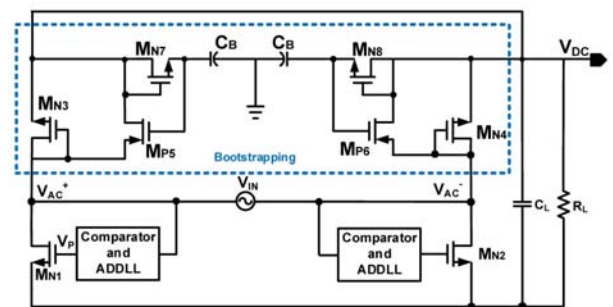 MN7
CB
CB
MN8
VDC
MN3
MP5
MP6
MN4
Bootstrapping
VAC+
VIN
VAC-
CL
RL
VP
Comparator
and
ADDLL
Comparator
and
ADDLL
MN1
MN2